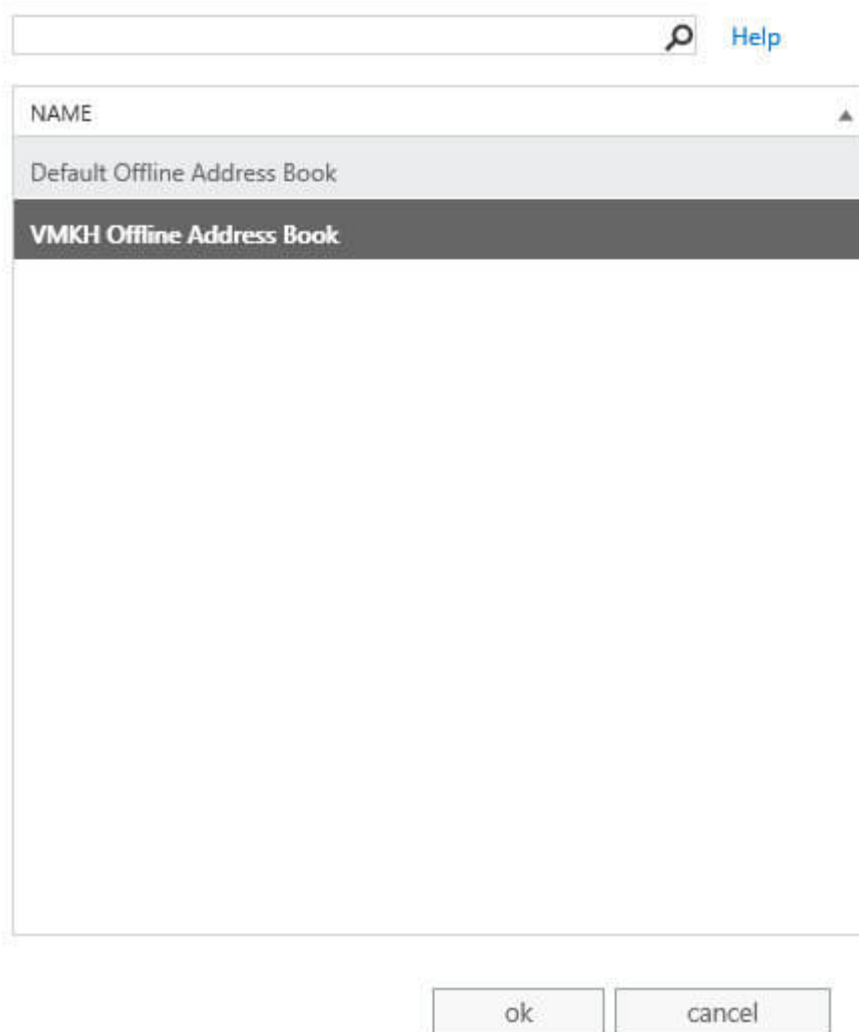 Help
NAME
Default Offline Address Book
VMKH Offline Address Book
ok cancel